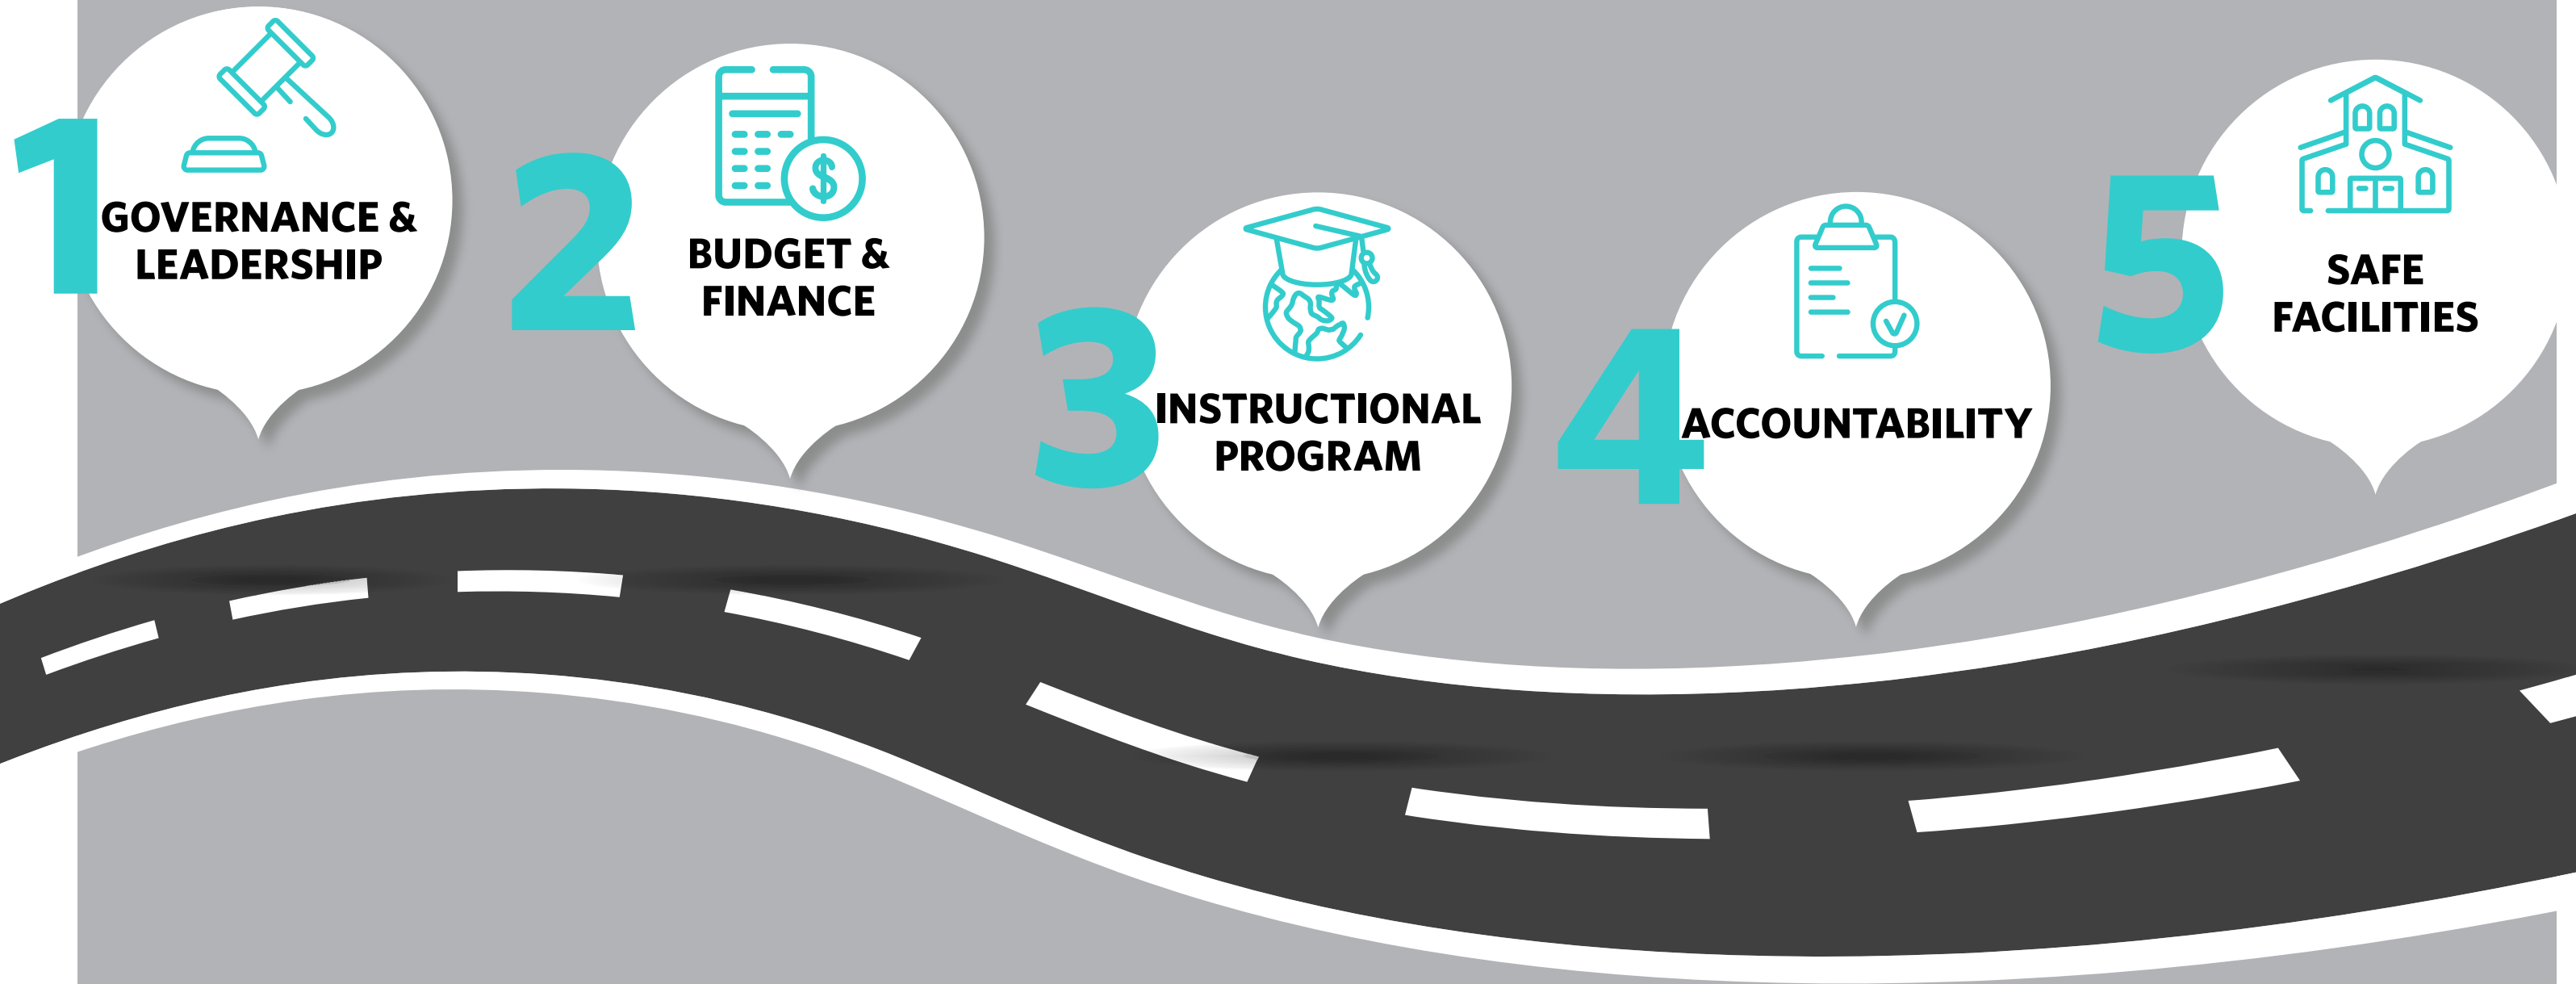 1
GOVERNANCE &
LEADERSHIP
2
$
BUDGET &
FINANCE
3
INSTRUCTIONAL
PROGRAM
4
ACCOUNTABILITY
5
SAFE
FACILITIES